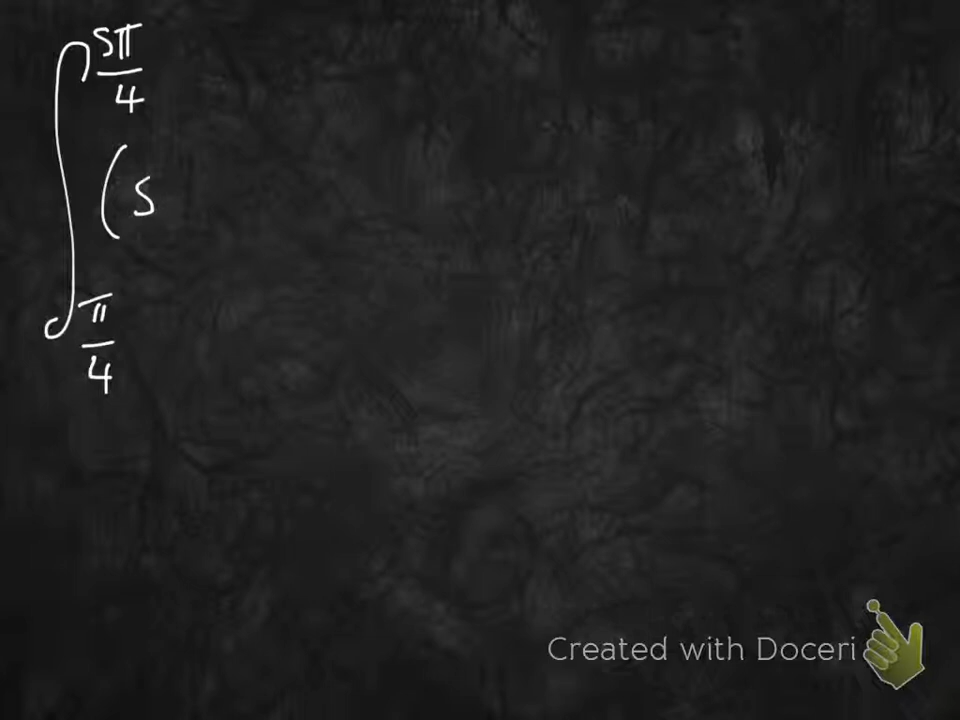 ∫ 5π/4
( s
π/4
Created with Doceri